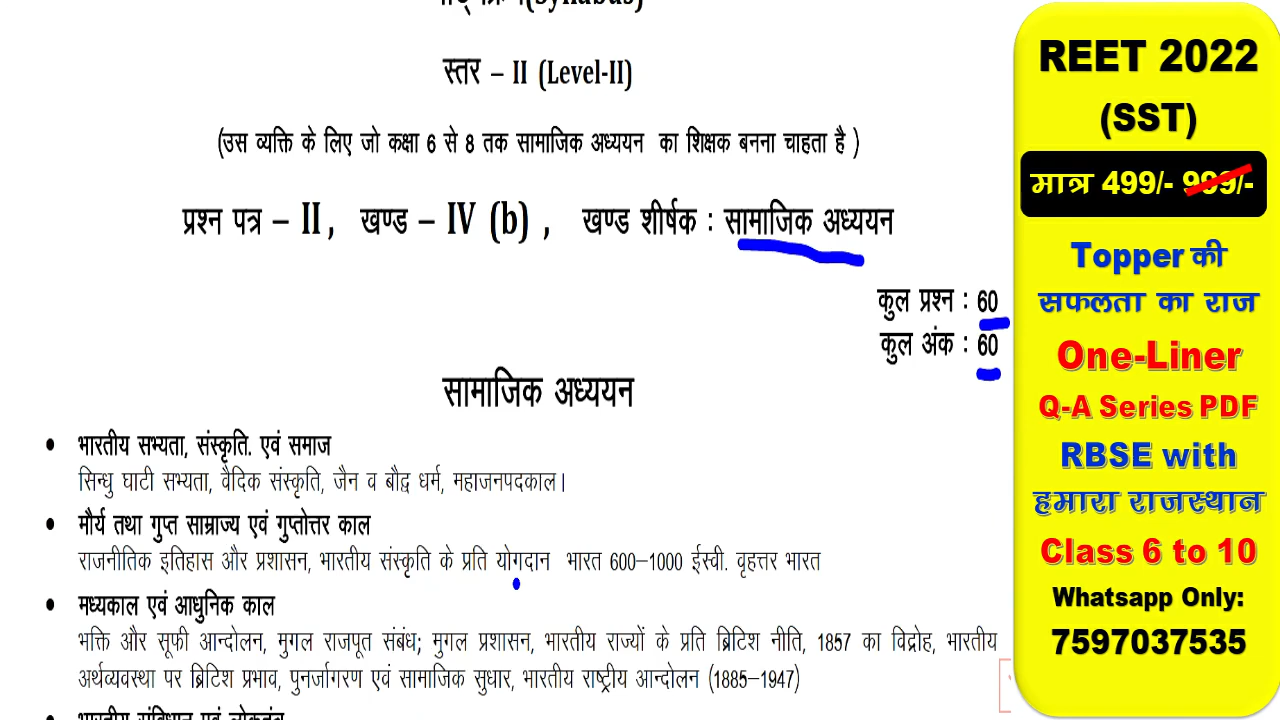 स्तर – II (Level-II)
(उस व्यक्ति के लिए जो कक्षा 6 से 8 तक सामाजिक अध्ययन का शिक्षक बनना चाहता है )
प्रश्न पत्र – II , खण्ड – IV (b) , खण्ड शीर्षक : सामाजिक अध्ययन
कुल प्रश्न : 60
कुल अंक : 60
सामाजिक अध्ययन
• भारतीय सभ्यता, संस्कृति. एवं समाज
सिन्धु घाटी सभ्यता, वैदिक संस्कृति, जैन व बौद्व धर्म, महाजनपदकाल।
• मौर्य तथा गुप्त साम्राज्य एवं गुप्तोत्तर काल
राजनीतिक इतिहास और प्रशासन, भारतीय संस्कृति के प्रति योगदान भारत 600–1000 ईस्वी. वृहत्तर भारत
• मध्यकाल एवं आधुनिक काल
भक्ति और सूफी आन्दोलन, मुगल राजपूत संबंध; मुगल प्रशासन, भारतीय राज्यों के प्रति ब्रिटिश नीति, 1857 का विद्रोह, भारतीय
अर्थव्यवस्था पर ब्रिटिश प्रभाव, पुनर्जागरण एवं सामाजिक सुधार, भारतीय राष्ट्रीय आन्दोलन (1885–1947)
• भारतीय संविधान एवं लोकतंत्र
REET 2022
(SST)
मात्र 499/- 999/-
Topper की
सफलता का राज
One-Liner
Q-A Series PDF
RBSE with
हमारा राजस्थान
Class 6 to 10
Whatsapp Only:
7597037535